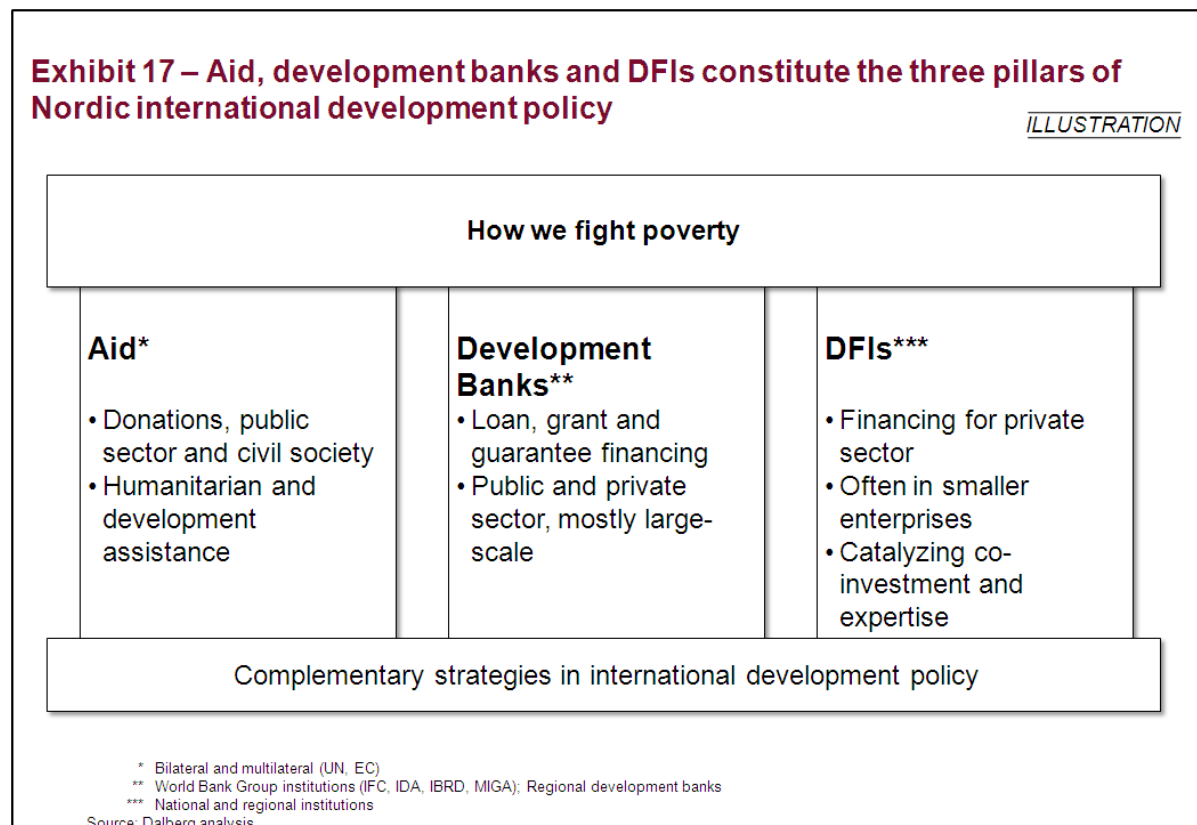 Exhibit 17 – Aid, development banks and DFIs constitute the three pillars of
Nordic international development policy
ILLUSTRATION
How we fight poverty
Aid*
• Donations, public
sector and civil society
• Humanitarian and
development
assistance
Development
Banks**
• Loan, grant and
guarantee financing
• Public and private
sector, mostly large-
scale
DFIs***
• Financing for private
sector
• Often in smaller
enterprises
• Catalyzing co-
investment and
expertise
Complementary strategies in international development policy
* Bilateral and multilateral (UN, EC)
** World Bank Group institutions (IFC, IDA, IBRD, MIGA); Regional development banks
*** National and regional institutions
Source: Dalberg analysis